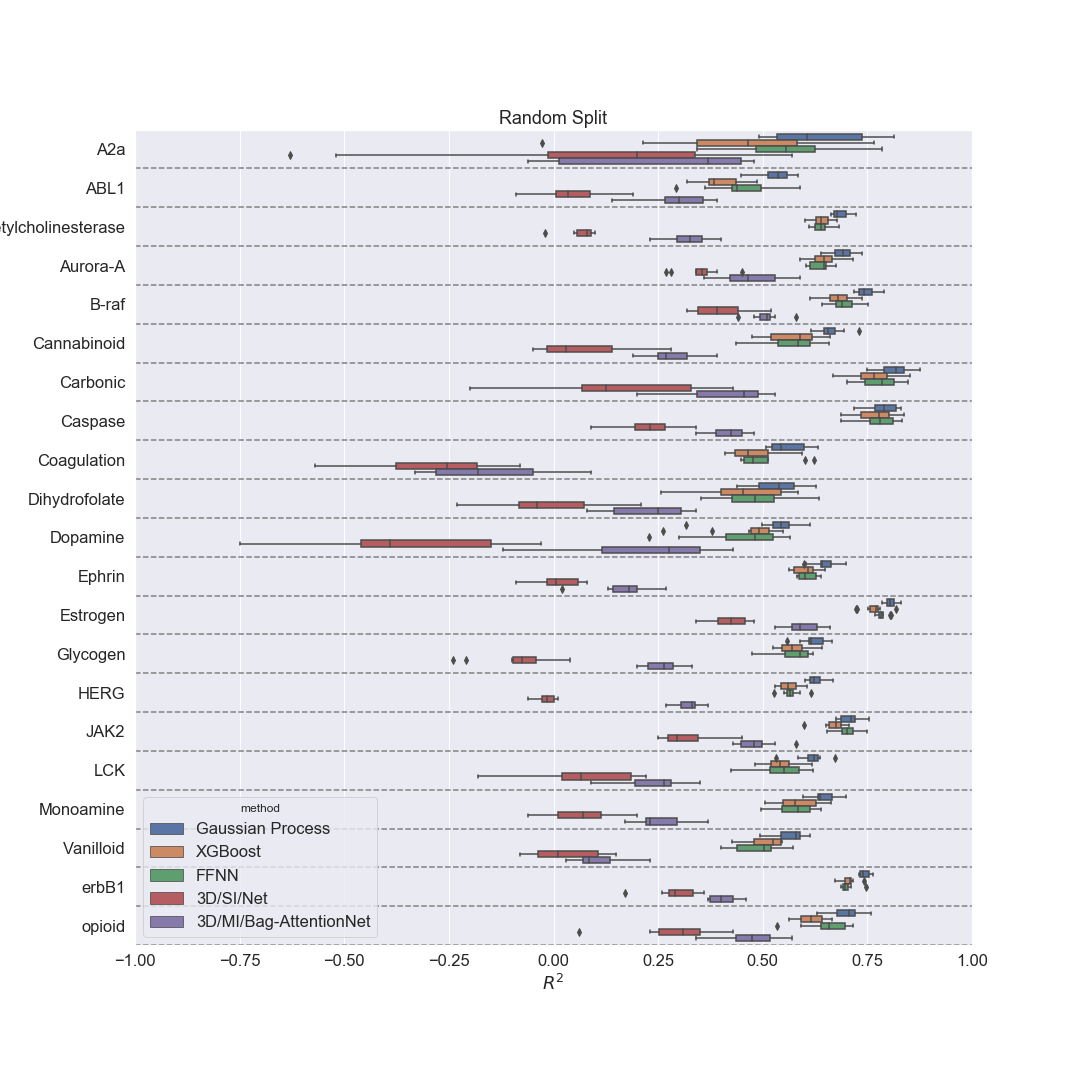 Random Split
A2a
ABL1
etylcholinesterase
Aurora-A
B-raf
Cannabinoid
Carbonic
Caspase
Coagulation
Dihydrofolate
Dopamine
Ephrin
Estrogen
Glycogen
HERG
JAK2
LCK
Monoamine
Vanilloid
erbB1
opioid
method
Gaussian Process
XGBoost
FFNN
3D/SI/Net
3D/MI/Bag-AttentionNet
−1.00 −0.75 −0.50 −0.25 0.00 0.25 0.50 0.75 1.00
R²